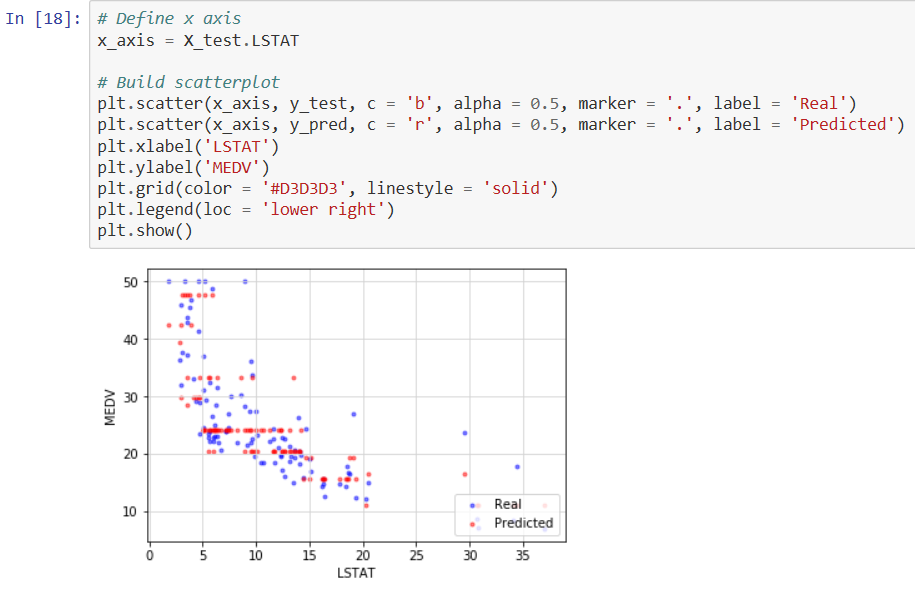 In [18]:
# Define x axis
x_axis = X_test.LSTAT
# Build scatterplot
plt.scatter(x_axis, y_test, c = 'b', alpha = 0.5, marker = '.', label = 'Real')
plt.scatter(x_axis, y_pred, c = 'r', alpha = 0.5, marker = '.', label = 'Predicted')
plt.xlabel('LSTAT')
plt.ylabel('MEDV')
plt.grid(color = '#D3D3D3', linestyle = 'solid')
plt.legend(loc = 'lower right')
plt.show()
50
40
30
20
10
MEDV
Real
Predicted
0 5 10 15 20 25 30 35
LSTAT